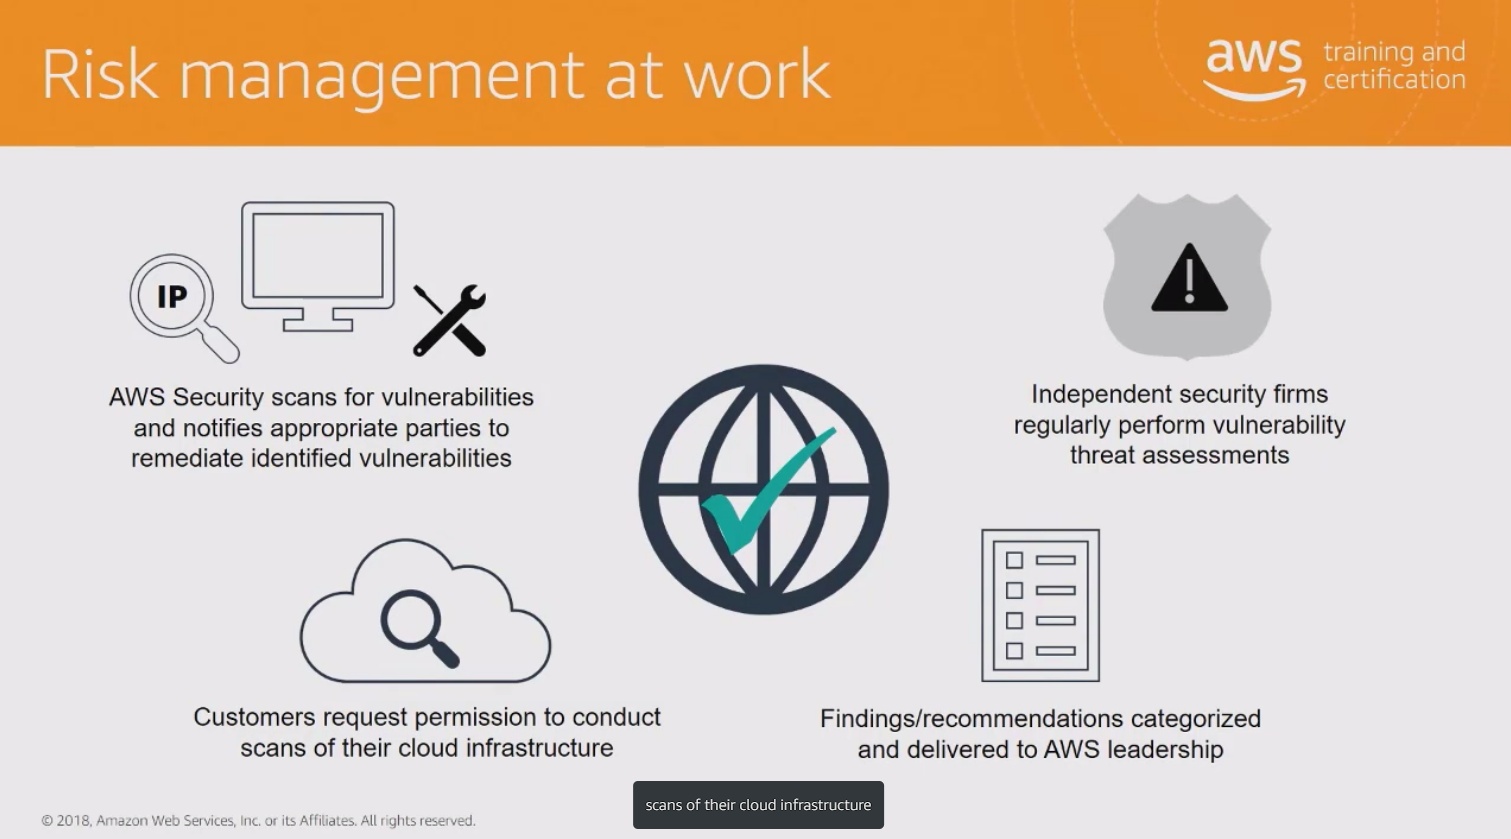 Risk management at work
aws training and
certification
IP
AWS Security scans for vulnerabilities
and notifies appropriate parties to
remediate identified vulnerabilities
Independent security firms
regularly perform vulnerability
threat assessments
Customers request permission to conduct
scans of their cloud infrastructure
Findings/recommendations categorized
and delivered to AWS leadership
scans of their cloud infrastructure
© 2018, Amazon Web Services, Inc. or its Affiliates. All rights reserved.